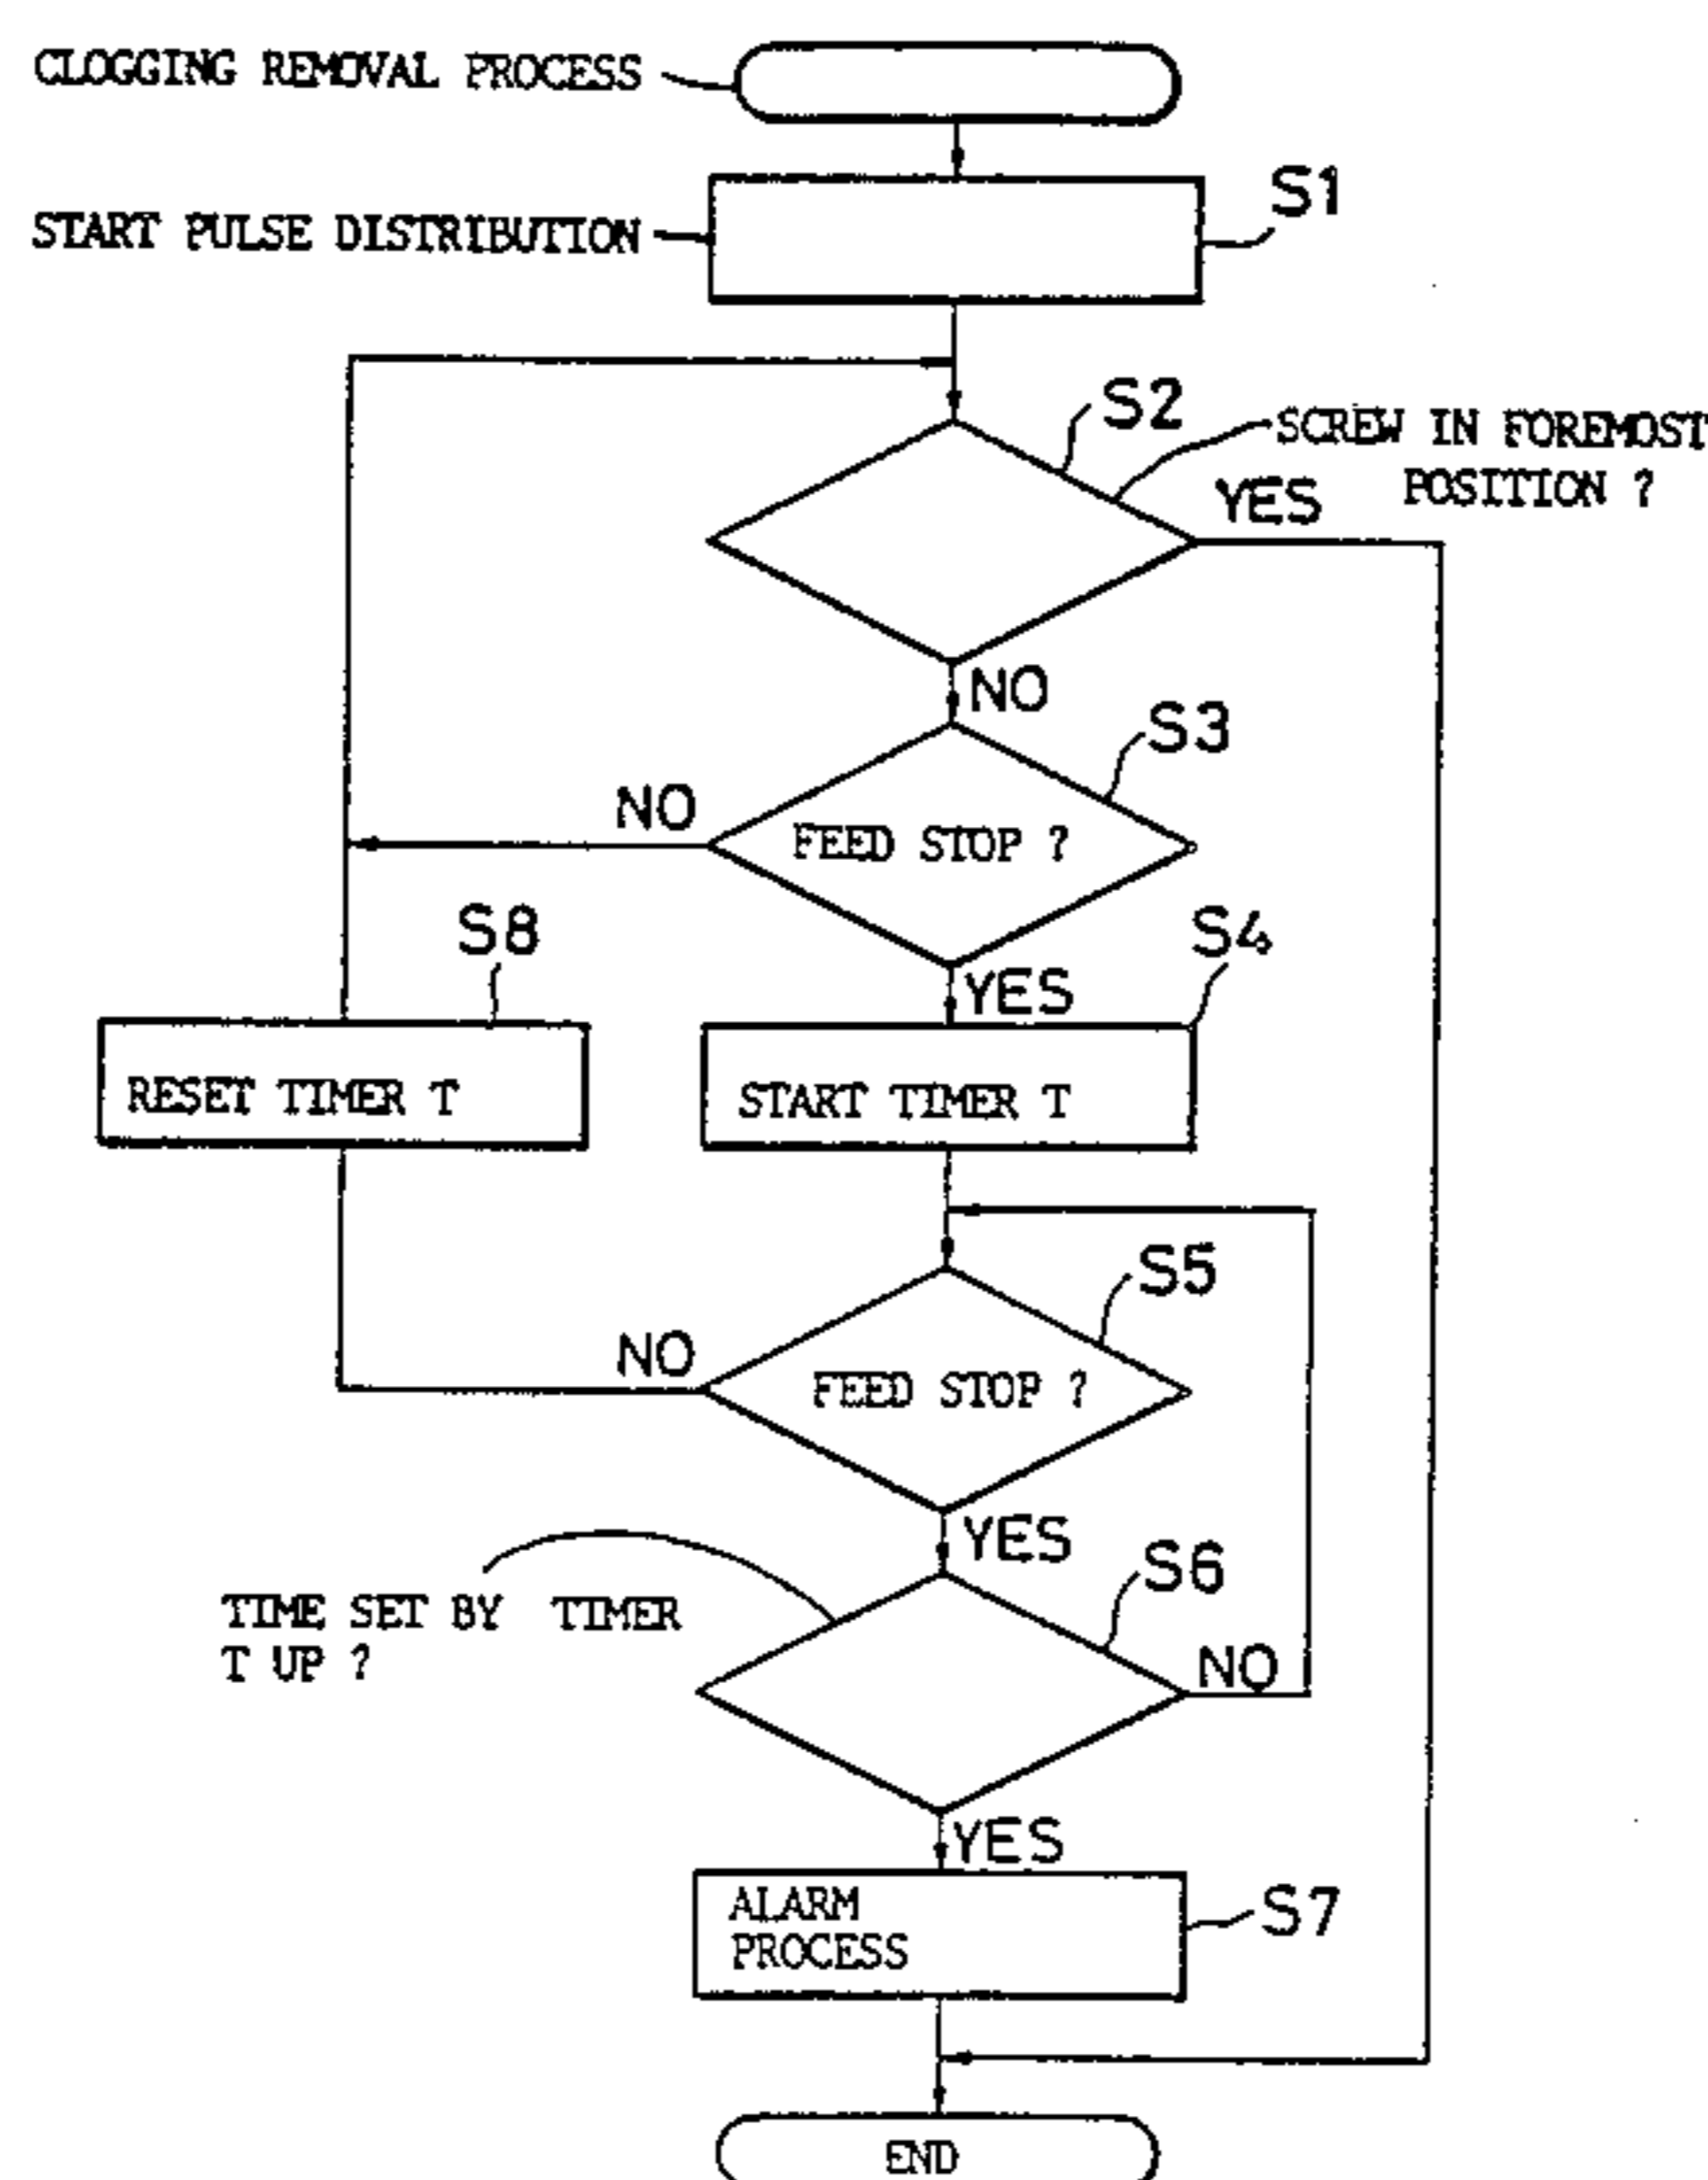 CLOGGING REMOVAL PROCESS
START PULSE DISTRIBUTION
S1
S2
SCREW IN FOREMOST
POSITION ?
YES
NO
S3
NO
FEED STOP ?
S8
YES
S4
RESET TIMER T
START TIMER T
S5
NO
FEED STOP ?
YES
S6
TIME SET BY TIMER
T UP ?
NO
YES
ALARM
PROCESS
S7
END